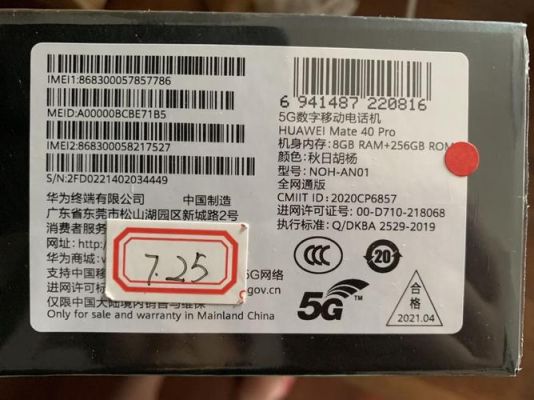 IMEI1:868300057857786
MEID:A000008CBE71B5
IMEI2:868300058217527
S/N:2FD0221402034449
华为终端有限公司 中国制造
广东省东莞市松山湖园区新城路2号
消费者服务
网址:http://
华为商城:
支持中国移
5G网络
进网许可标
.gov.cn
仅限中国大陆境内销售与维保
Only for sale and warranty in Mainland China
7.25
6 941487 220816
5G数字移动电话机
HUAWEI Mate 40 Pro
机身内存:8GB RAM+256GB ROM
颜色:秋日胡杨
型号:NOH-AN01
全网通版
CMIIT ID:2020CP6857
进网许可证号:00-D710-218068
执行标准:Q/DKBA 2529-2019
CCC
20
5G
合格
2021.04